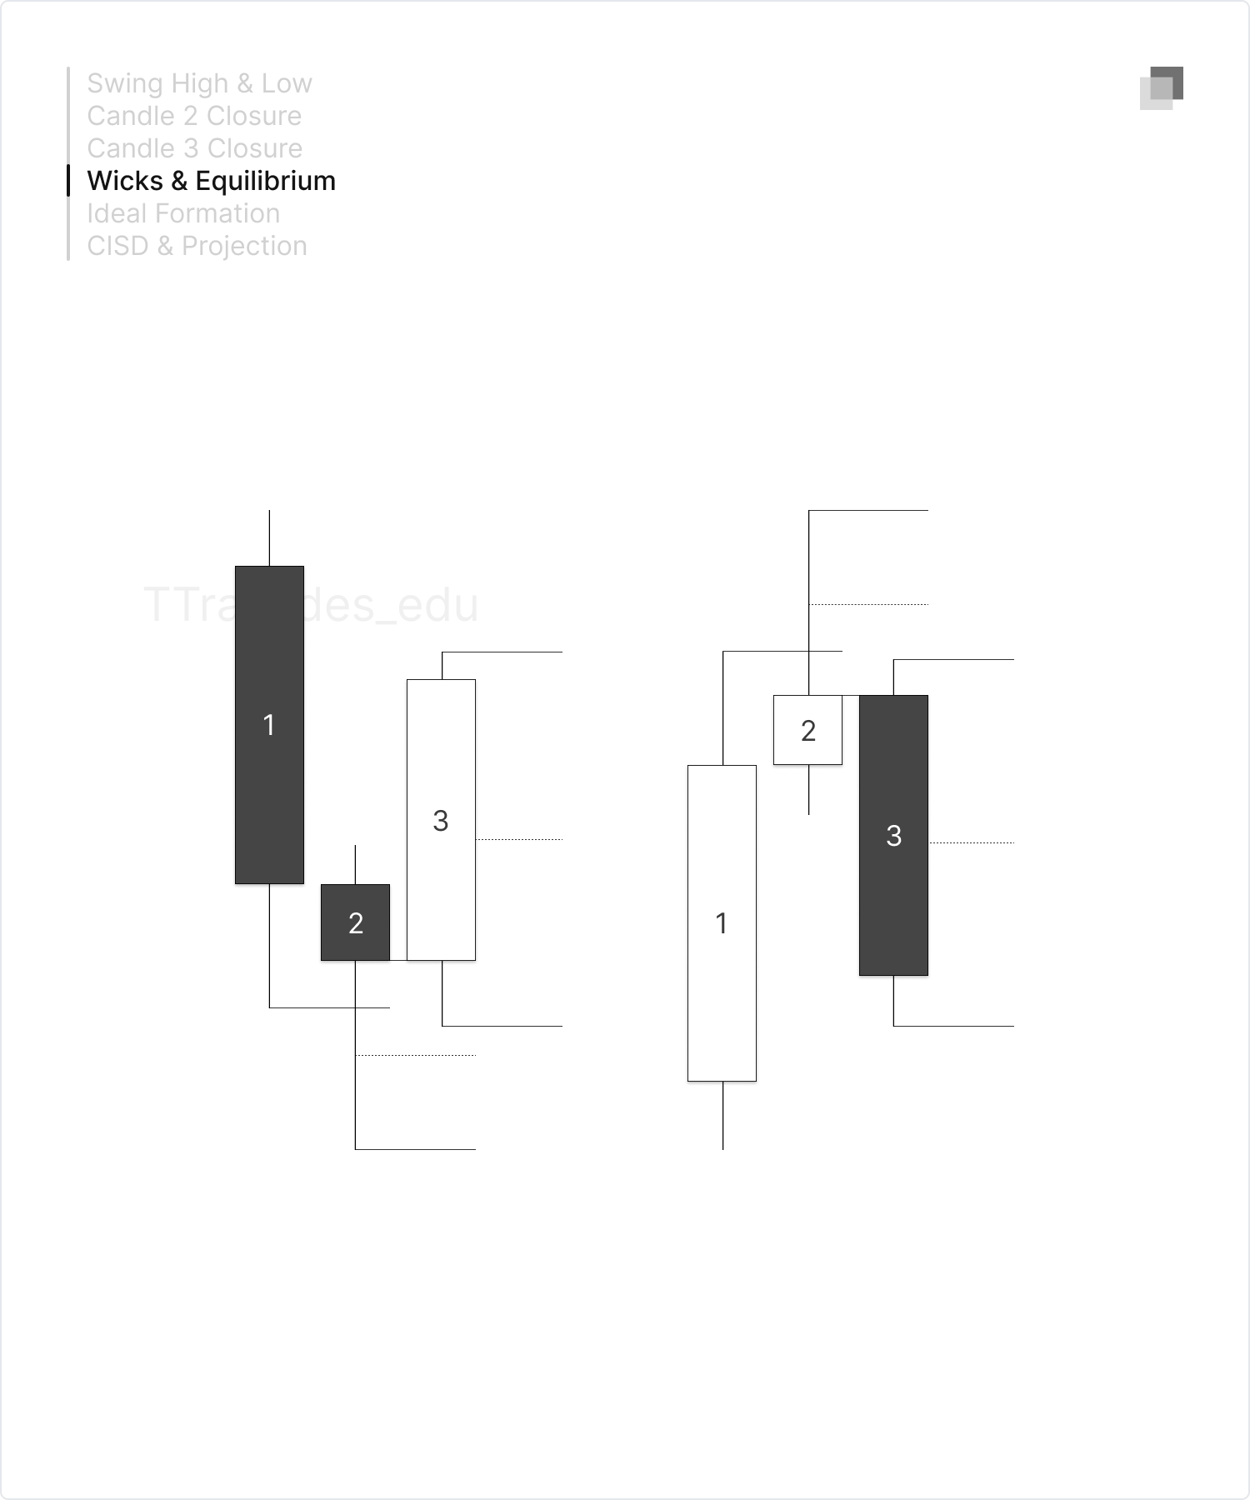 Swing High & Low
Candle 2 Closure
Candle 3 Closure
Wicks & Equilibrium
Ideal Formation
CISD & Projection
TTrades_edu
1
2
3
1
2
3